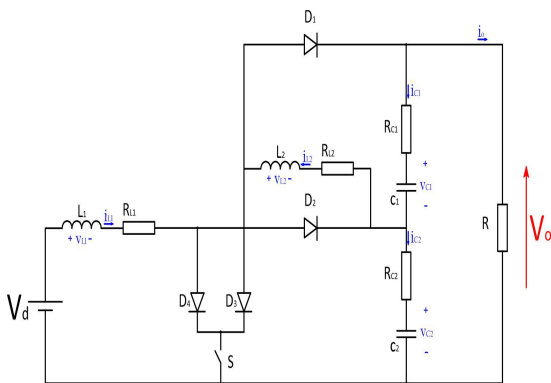 D1
io
iC1
RC1
L2
iL2
RL2
+ vL2 -
+
vC1
-
C1
D2
L1
iL1
RL1
+ vL1 -
iC2
R
Vo
RC2
D4
D3
Vd
+
vC2
-
C2
S